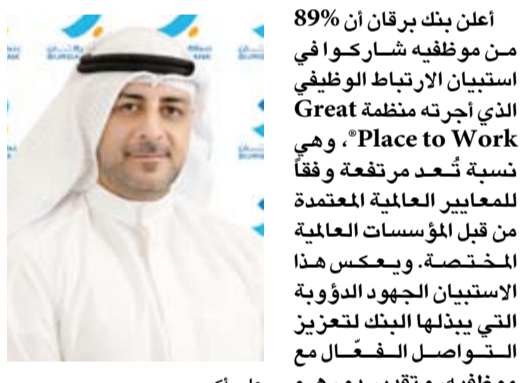 أعلن بنك برقان أن 89%
من موظفيه شاركوا في
استبيان الارتباط الوظيفي
الذي أجرته منظمة Great
Place to Work®، وهي
نسبة تُعد مرتفعة وفقاً
للمعايير العالمية المعتمدة
من قبل المؤسسات العالمية
المختصة. ويعكس هذا
الاستبيان الجهود الدؤوبة
التي يبذلها البنك لتعزيز
التواصل الفعّال مع